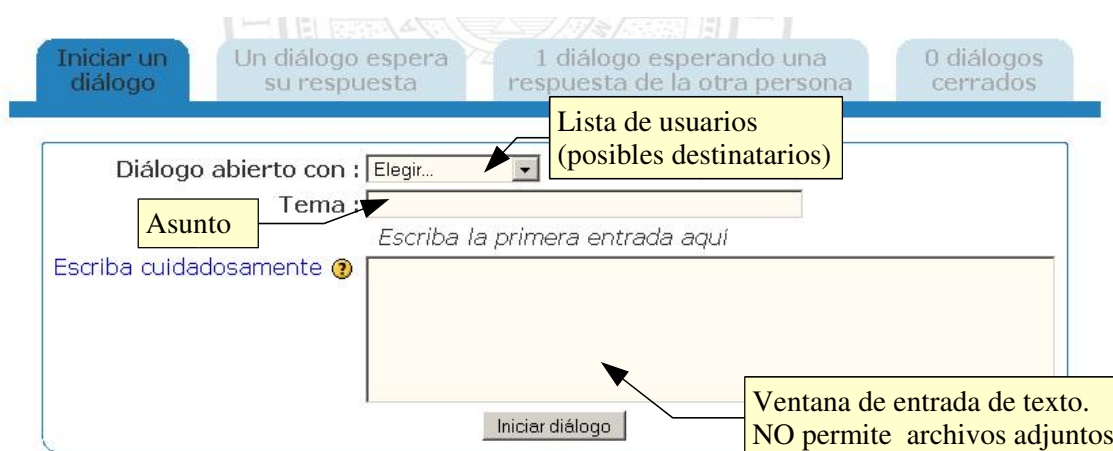 Iniciar un
diálogo
Un diálogo espera
su respuesta
1 diálogo esperando una
respuesta de la otra persona
0 diálogos
cerrados
Lista de usuarios
(posibles destinatarios)
Diálogo abierto con :
Elegir...
Tema :
Asunto
Escriba la primera entrada aquí
Escriba cuidadosamente ?
Ventana de entrada de texto.
NO permite archivos adjuntos
Iniciar diálogo